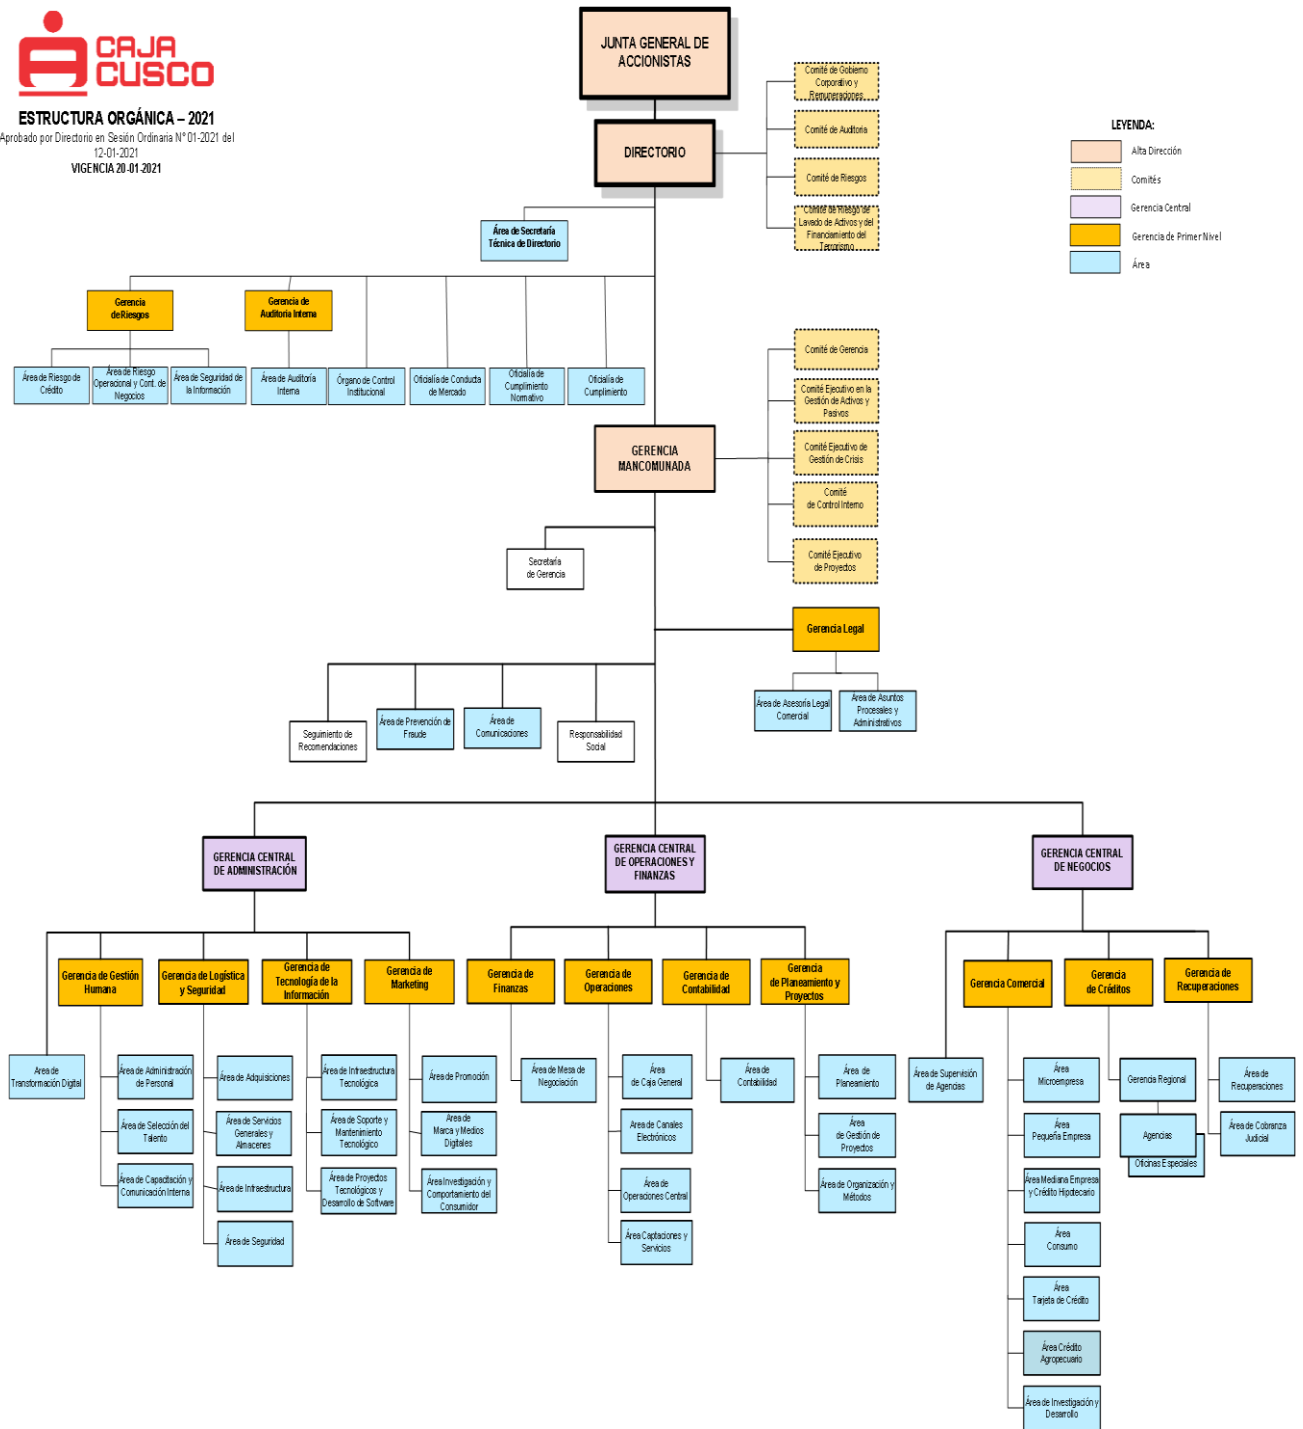 CAJA
CUSCO
ESTRUCTURA ORGÁNICA – 2021
Aprobado por Directorio en Sesión Ordinaria N° 01-2021 del
12-01-2021
VIGENCIA 20-01-2021
JUNTA GENERAL DE
ACCIONISTAS
DIRECTORIO
Comité de Gobierno
Corporativo y
Remuneraciones
Comité de Auditoría
Comité de Riesgos
Comité de Riesgo de
Lavado de Activos y del
Financiamiento del
Terrorismo
LEYENDA:
Alta Dirección
Comités
Gerencia Central
Gerencia de Primer Nivel
Área
Área de Secretaría
Técnica de Directorio
Gerencia
de Riesgos
Gerencia de
Auditoria Interna
Área de Riesgo de
Crédito
Área de Riesgo
Operacional y Cont. de
Negocios
Área de Seguridad de
la Información
Área de Auditoría
Interna
Órgano de Control
Institucional
Oficialía de Conducta
de Mercado
Oficialía de
Cumplimiento
Normativo
Oficialía de
Cumplimiento
GERENCIA
MANCOMUNADA
Comité de Gerencia
Comité Ejecutivo en la
Gestión de Activos y
Pasivos
Comité Ejecutivo de
Gestión de Crisis
Comité
de Control Interno
Comité Ejecutivo
de Proyectos
Secretaría
de Gerencia
Gerencia Legal
Área de Asesoría Legal
Comercial
Área de Asuntos
Procesales y
Administrativos
Seguimiento de
Recomendaciones
Área de Prevención de
Fraude
Área de
Comunicaciones
Responsabilidad
Social
GERENCIA CENTRAL
DE ADMINISTRACIÓN
GERENCIA CENTRAL
DE OPERACIONES Y
FINANZAS
GERENCIA CENTRAL
DE NEGOCIOS
Gerencia de Gestión
Humana
Gerencia de Logística
y Seguridad
Gerencia de
Tecnología de la
Información
Gerencia de
Marketing
Gerencia de
Finanzas
Gerencia de
Operaciones
Gerencia de
Contabilidad
Gerencia
de Planeamiento y
Proyectos
Gerencia Comercial
Gerencia
de Créditos
Gerencia de
Recuperaciones
Area de
Transformación Digital
Área de Administración
de Personal
Área de Selección del
Talento
Área de Capacitación y
Comunicación Interna
Área de Adquisiciones
Área de Servicios
Generales y
Almacenes
Área de Infraestructura
Área de Seguridad
Área de Infraestructura
Tecnológica
Área de Soporte y
Mantenimiento
Tecnológico
Área de Proyectos
Tecnológicos y
Desarrollo de Software
Área de Promoción
Área de
Marca y Medios
Digitales
Área Investigación y
Comportamiento del
Consumidor
Área de Mesa de
Negociación
Área
de Caja General
Área de Canales
Electrónicos
Área de
Operaciones Central
Área Captaciones y
Servicios
Área de
Contabilidad
Área de
Planeamiento
Área
de Gestión de
Proyectos
Área de Organización y
Métodos
Área de Supervisión
de Agencias
Área
Microempresa
Área
Pequeña Empresa
Área Mediana Empresa
y Crédito Hipotecario
Área
Consumo
Área
Tarjeta de Crédito
Área Crédito
Agropecuario
Área de Investigación y
Desarrollo
Gerencia Regional
Agencias
Oficinas Especiales
Área de
Recuperaciones
Área de Cobranza
Judicial